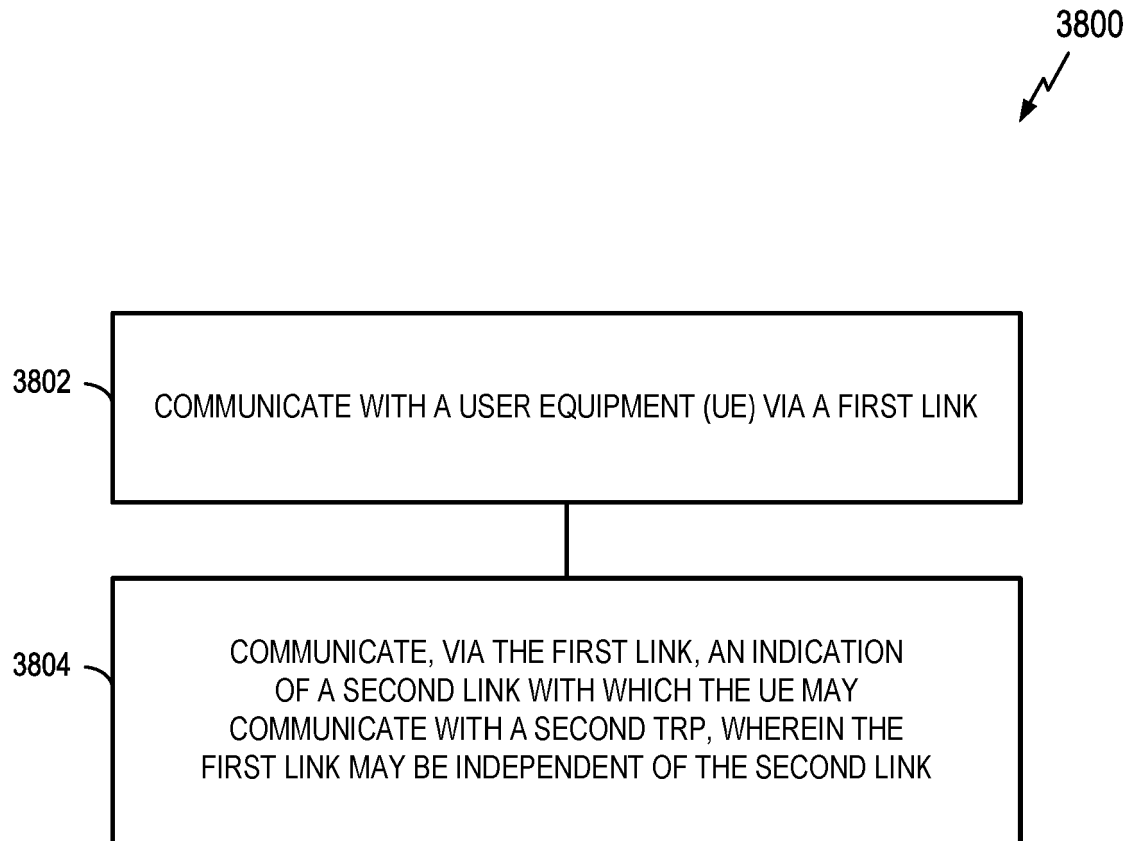 3800
3802
COMMUNICATE WITH A USER EQUIPMENT (UE) VIA A FIRST LINK
3804
COMMUNICATE, VIA THE FIRST LINK, AN INDICATION
OF A SECOND LINK WITH WHICH THE UE MAY
COMMUNICATE WITH A SECOND TRP, WHEREIN THE
FIRST LINK MAY BE INDEPENDENT OF THE SECOND LINK